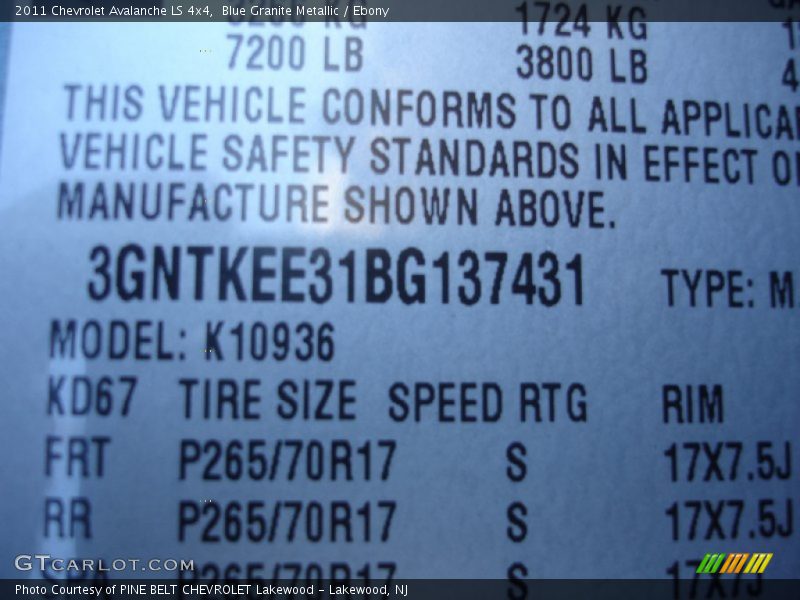 2011 Chevrolet Avalanche LS 4x4, Blue Granite Metallic / Ebony
1724 KG
7200 LB 3800 LB 4
THIS VEHICLE CONFORMS TO ALL
VEHICLE SAFETY STANDARDS IN EFFECT
MANUFACTURE SHOWN ABOVE.
3GNTKEE31BG137431 TYPE: M
MODEL: K10936
KD67 TIRE SIZE SPEED RTG RIM
FRT P265/70R17 S 17X7.5J
RR P265/70R17 S 17X7.5J
P265/70R17 S
GTCARLOT.COM
Photo Courtesy of PINE BELT CHEVROLET Lakewood - Lakewood, NJ